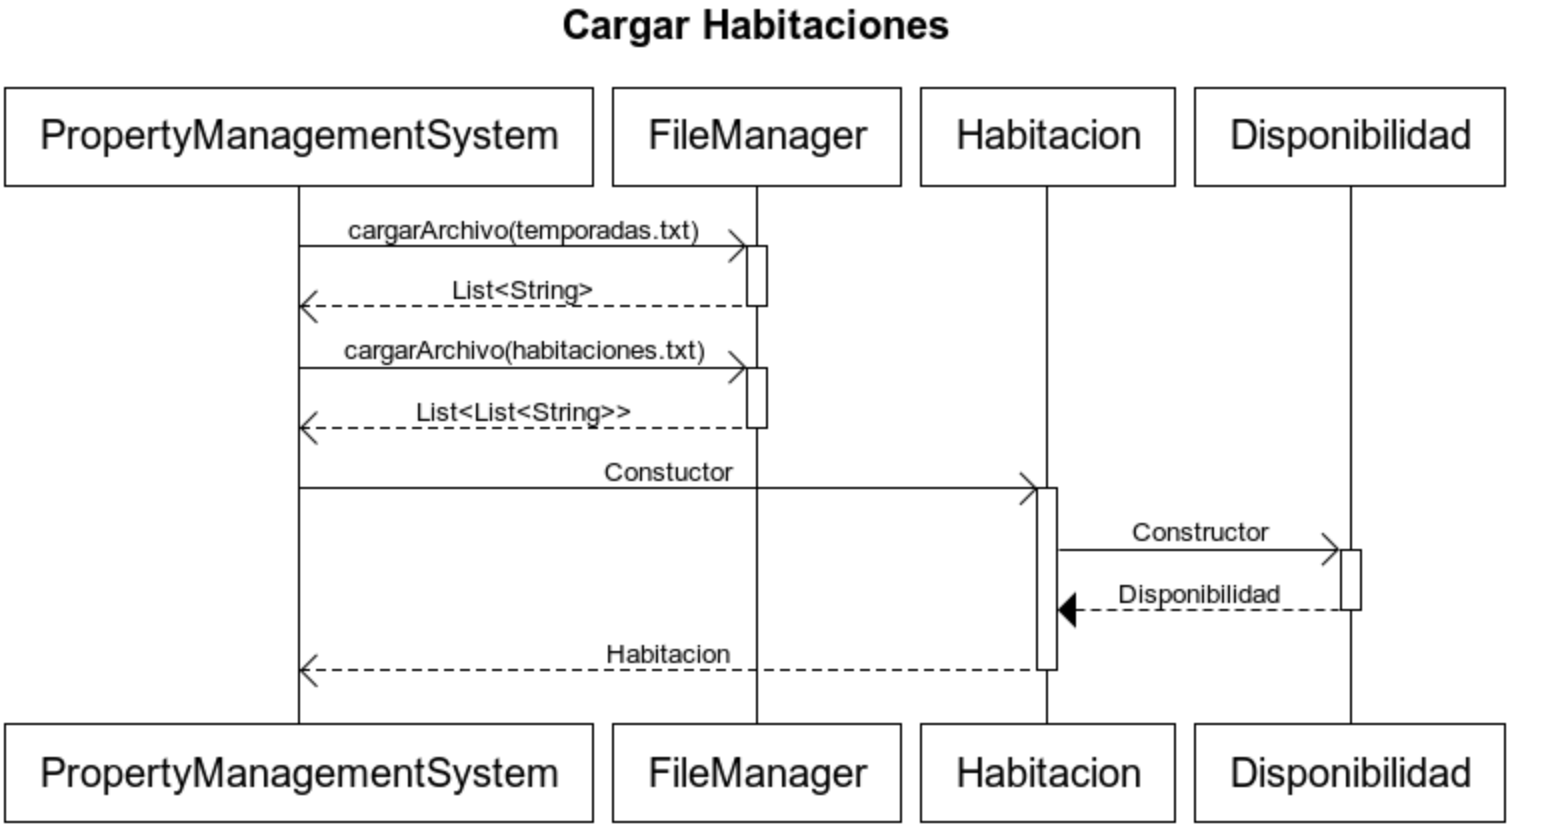 Cargar Habitaciones
PropertyManagementSystem
FileManager
Habitacion
Disponibilidad
cargarArchivo(temporadas.txt)
List<String>
cargarArchivo(habitaciones.txt)
List<List<String>>
Constuctor
Constructor
Disponibilidad
Habitacion
PropertyManagementSystem
FileManager
Habitacion
Disponibilidad